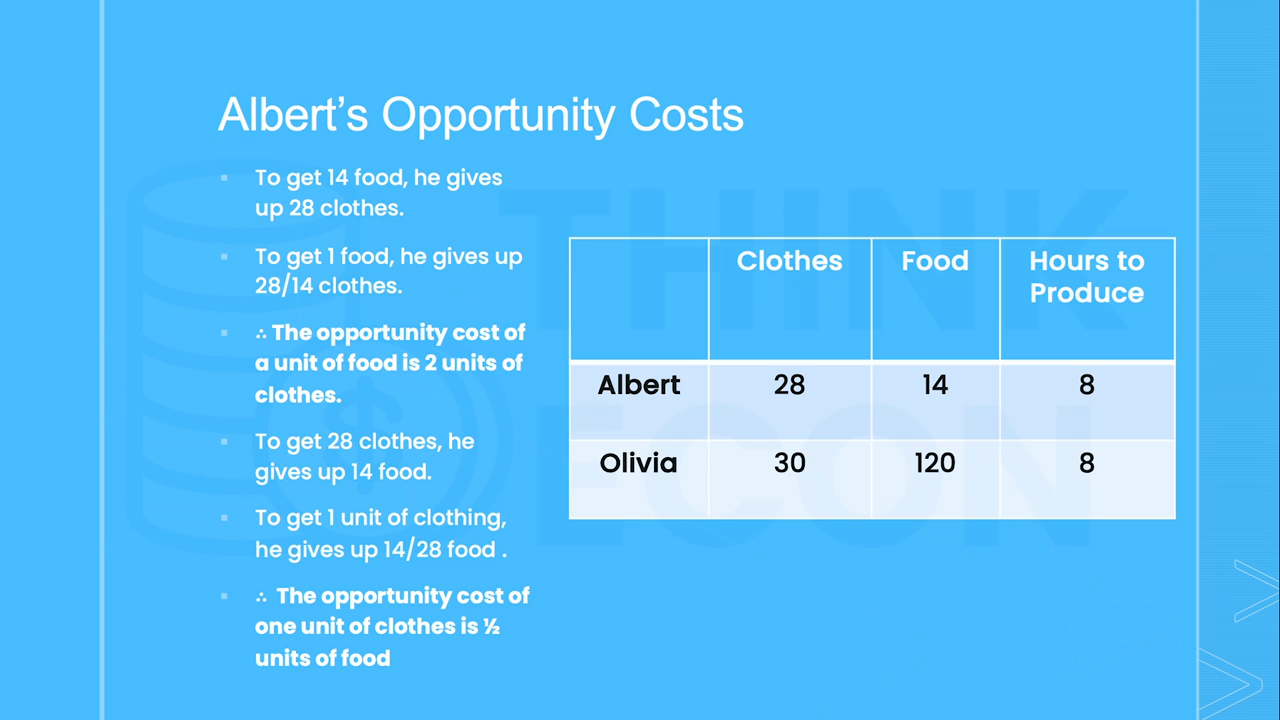 Albert’s Opportunity Costs
To get 14 food, he gives
up 28 clothes.
To get 1 food, he gives up
28/14 clothes.
∴ The opportunity cost of
a unit of food is 2 units of
clothes.
To get 28 clothes, he
gives up 14 food.
To get 1 unit of clothing,
he gives up 14/28 food .
∴ The opportunity cost of
one unit of clothes is ½
units of food
Clothes Food Hours to
Produce
Albert 28 14 8
Olivia 30 120 8
THINK
ECON